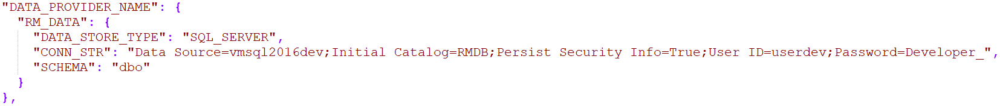 "DATA_PROVIDER_NAME": {
"RM_DATA": {
"DATA_STORE_TYPE": "SQL_SERVER",
"CONN_STR": "Data Source=vmsql2016dev;Initial Catalog=RMDB;Persist Security Info=True;User ID=userdev;Password=Developer_",
"SCHEMA": "dbo"
}
},